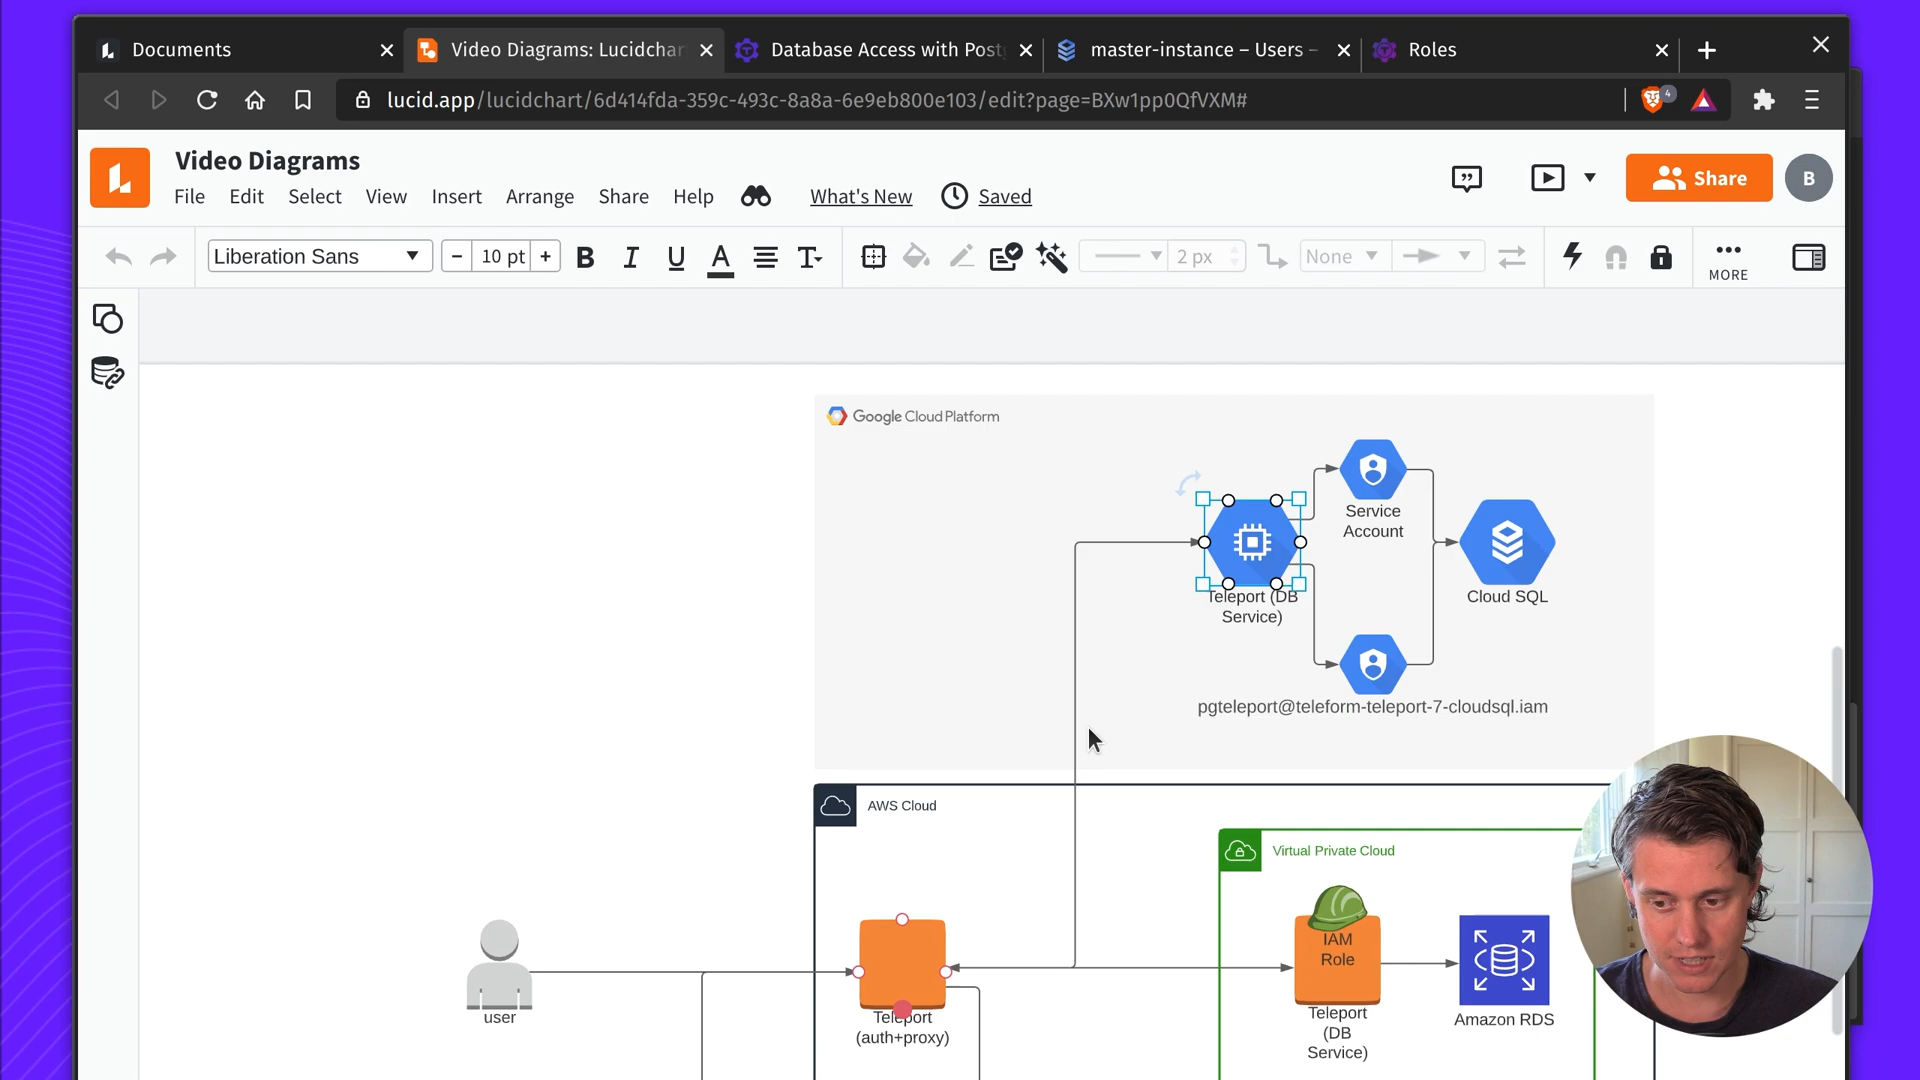 Documents
Video Diagrams: Lucidchar
Database Access with Post
master-instance – Users –
Roles
lucid.app/lucidchart/6d414fda-359c-493c-8a8a-6e9eb800e103/edit?page=BXw1pp0QfVXM#
4
Video Diagrams
File Edit Select View Insert Arrange Share Help What's New Saved
Share
B
Liberation Sans
10 pt
B I U A T
2 px
None
MORE
Google Cloud Platform
Service
Account
Teleport (DB
Service)
Cloud SQL
pgteleport@teleform-teleport-7-cloudsql.iam
AWS Cloud
Virtual Private Cloud
IAM
Role
user
Teleport
(auth+proxy)
Teleport
(DB
Service)
Amazon RDS